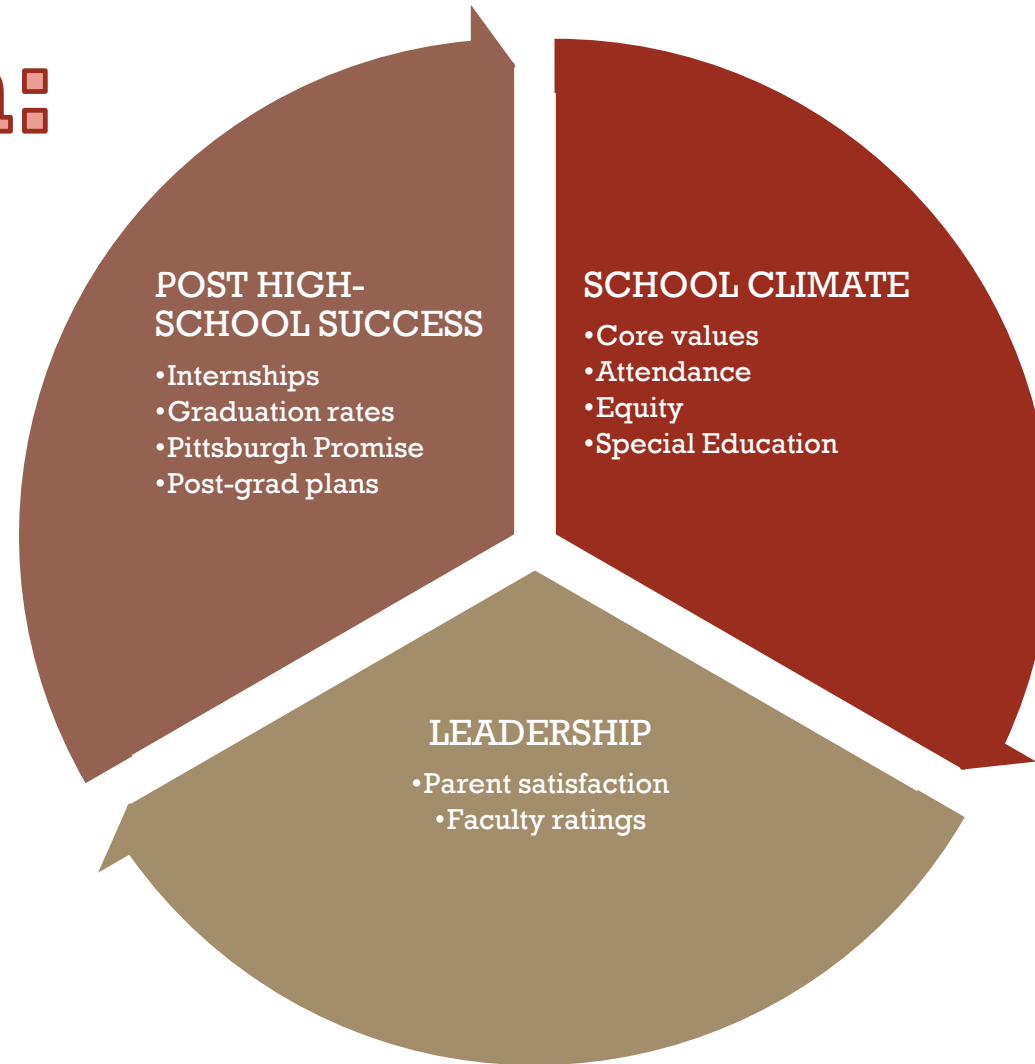 POST HIGH-
SCHOOL SUCCESS
•Internships
•Graduation rates
•Pittsburgh Promise
•Post-grad plans
SCHOOL CLIMATE
•Core values
•Attendance
•Equity
•Special Education
LEADERSHIP
•Parent satisfaction
•Faculty ratings